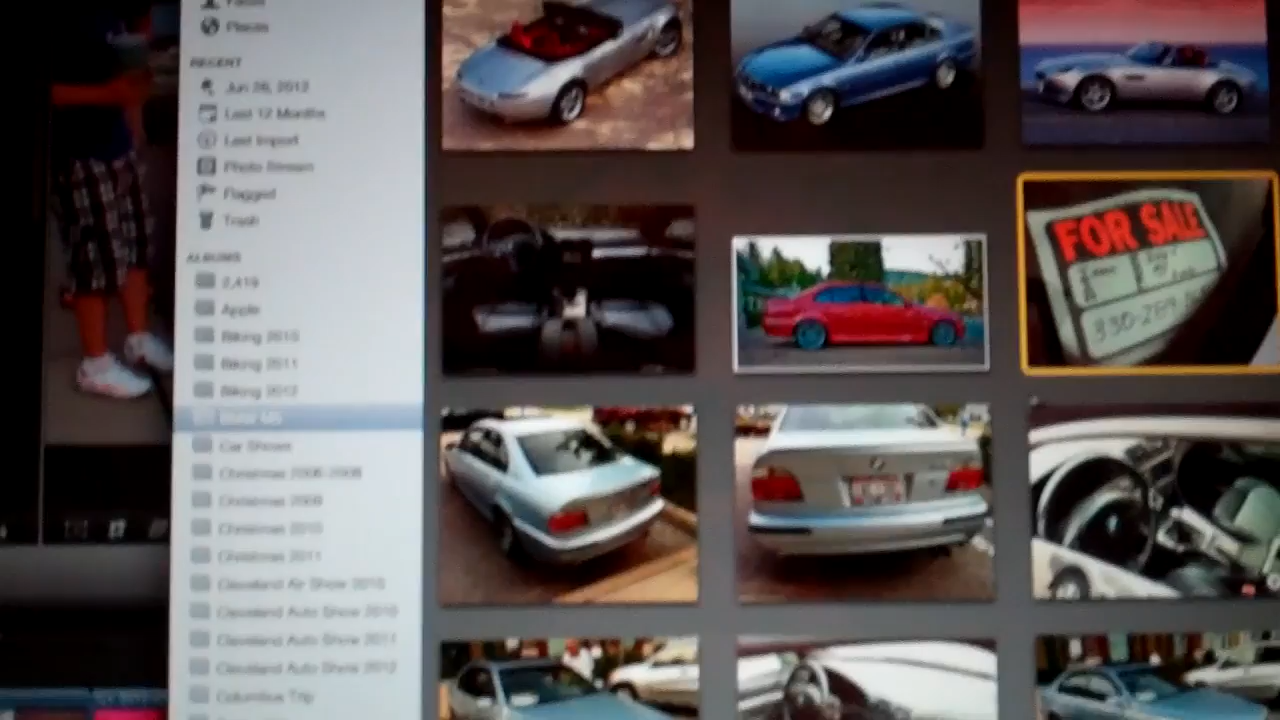 Places
RECENT
Jun 26, 2012
Last 12 Months
Last Import
Photo Stream
Flagged
Trash
ALBUMS
2,419
Apple
Biking 2010
Biking 2011
Biking 2012
Car Shows
Christmas 2006-2008
Christmas 2009
Christmas 2010
Christmas 2011
Cleveland Air Show 2010
Cleveland Auto Show 2010
Cleveland Auto Show 2011
Cleveland Auto Show 2012
Columbus Trip
FOR SALE